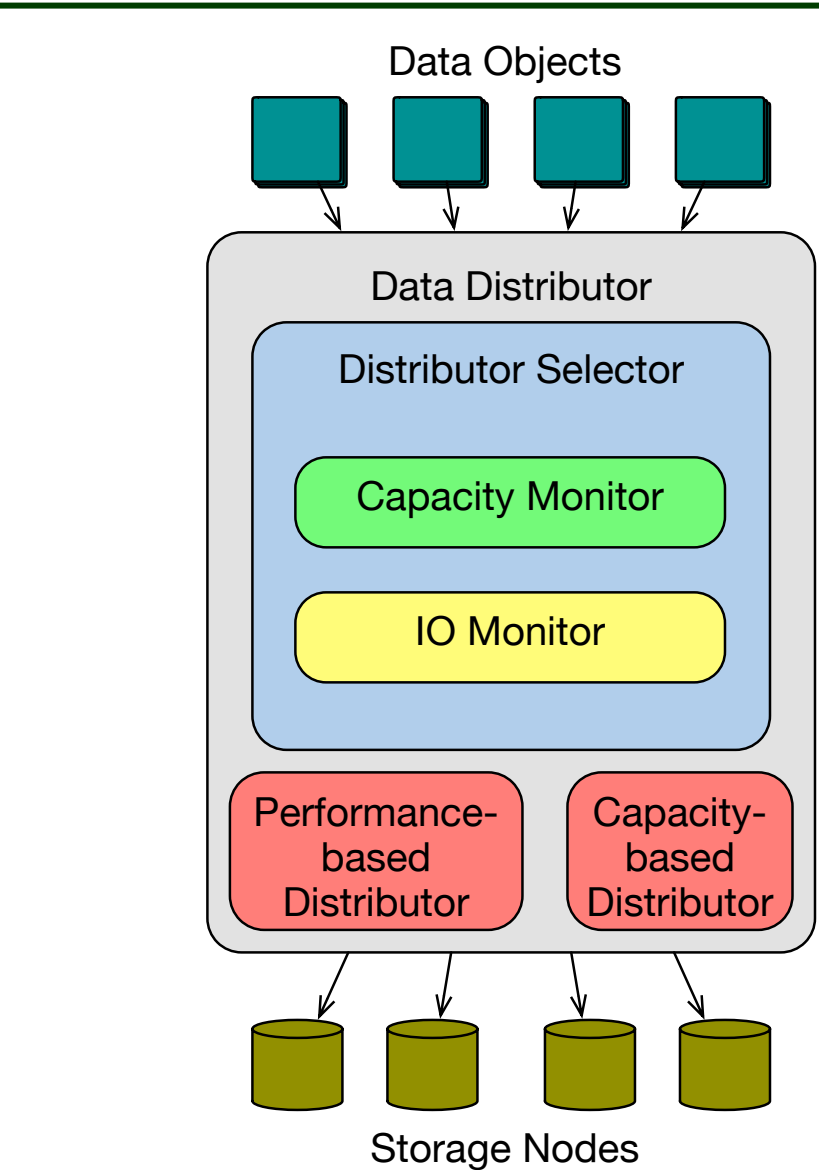 Data Objects
Data Distributor
Distributor Selector
Capacity Monitor
IO Monitor
Performance-
based
Distributor
Capacity-
based
Distributor
Storage Nodes